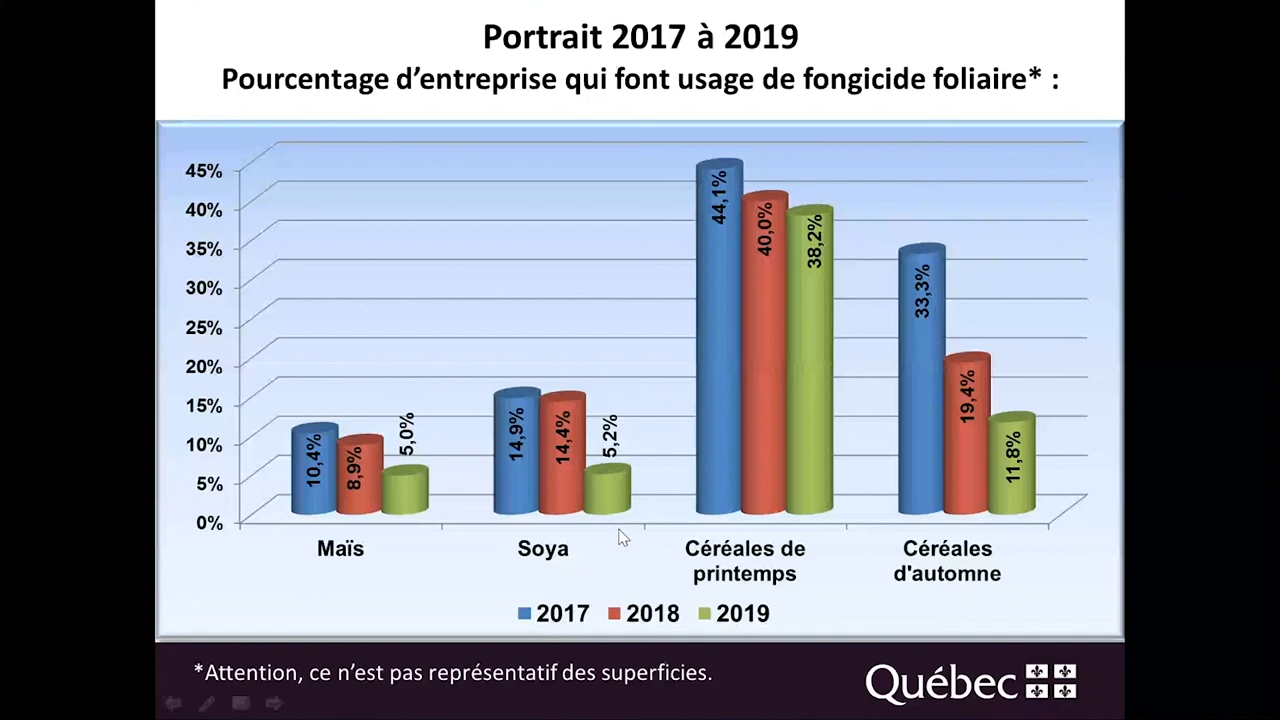 Portrait 2017 à 2019
Pourcentage d'entreprise qui font usage de fongicide foliaire* :
45%
40%
35%
30%
25%
20%
15%
10%
5%
0%
10,4%
8,9%
5,0%
14,9%
14,4%
5,2%
44,1%
40,0%
38,2%
33,3%
19,4%
11,8%
Maïs
Soya
Céréales de
printemps
Céréales
d'automne
2017
2018
2019
*Attention, ce n'est pas représentatif des superficies.
Québec